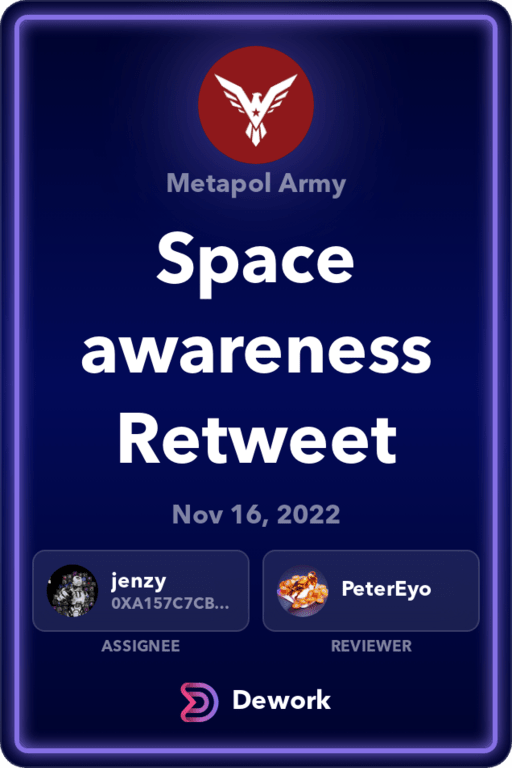 Metapol Army
Space
awareness
Retweet
Nov 16, 2022
jenzy
0XA157C7CB...
PeterEyo
ASSIGNEE
REVIEWER
Dework